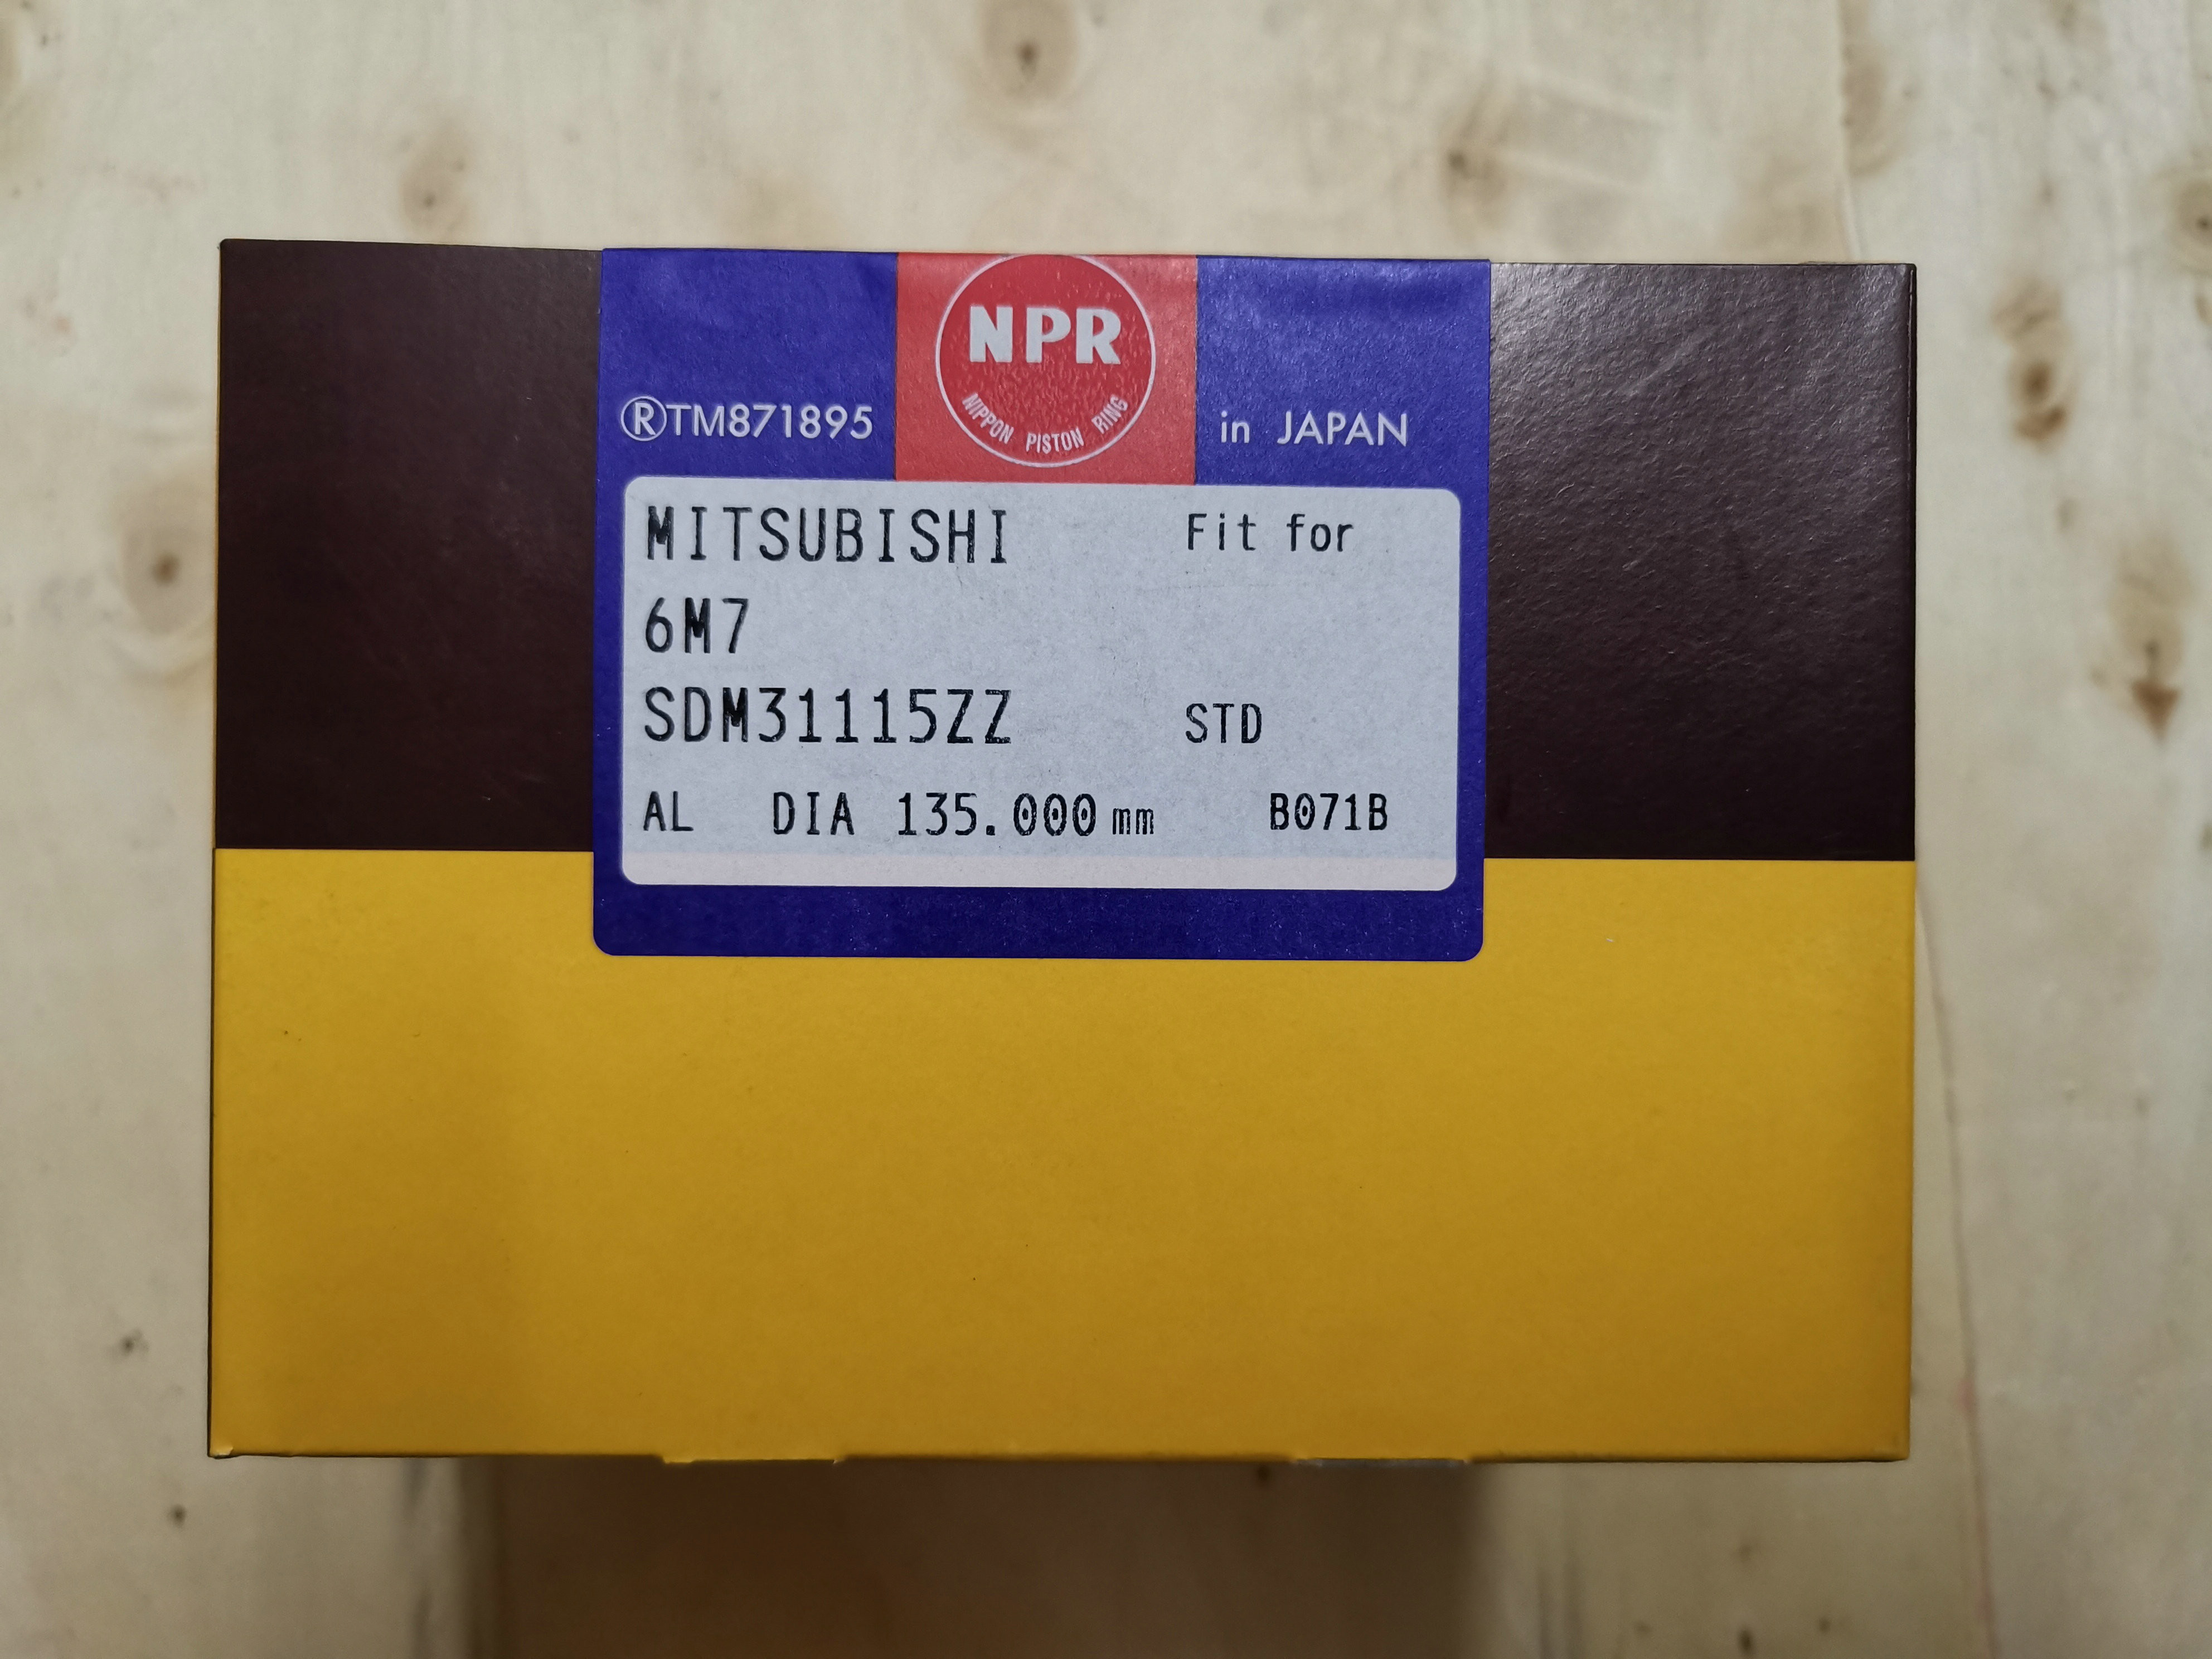 NPR
NIPPON PISTON RING
®TM871895 in JAPAN
MITSUBISHI Fit for
6M7
SDM31115ZZ STD
AL DIA 135.000 mm B071B